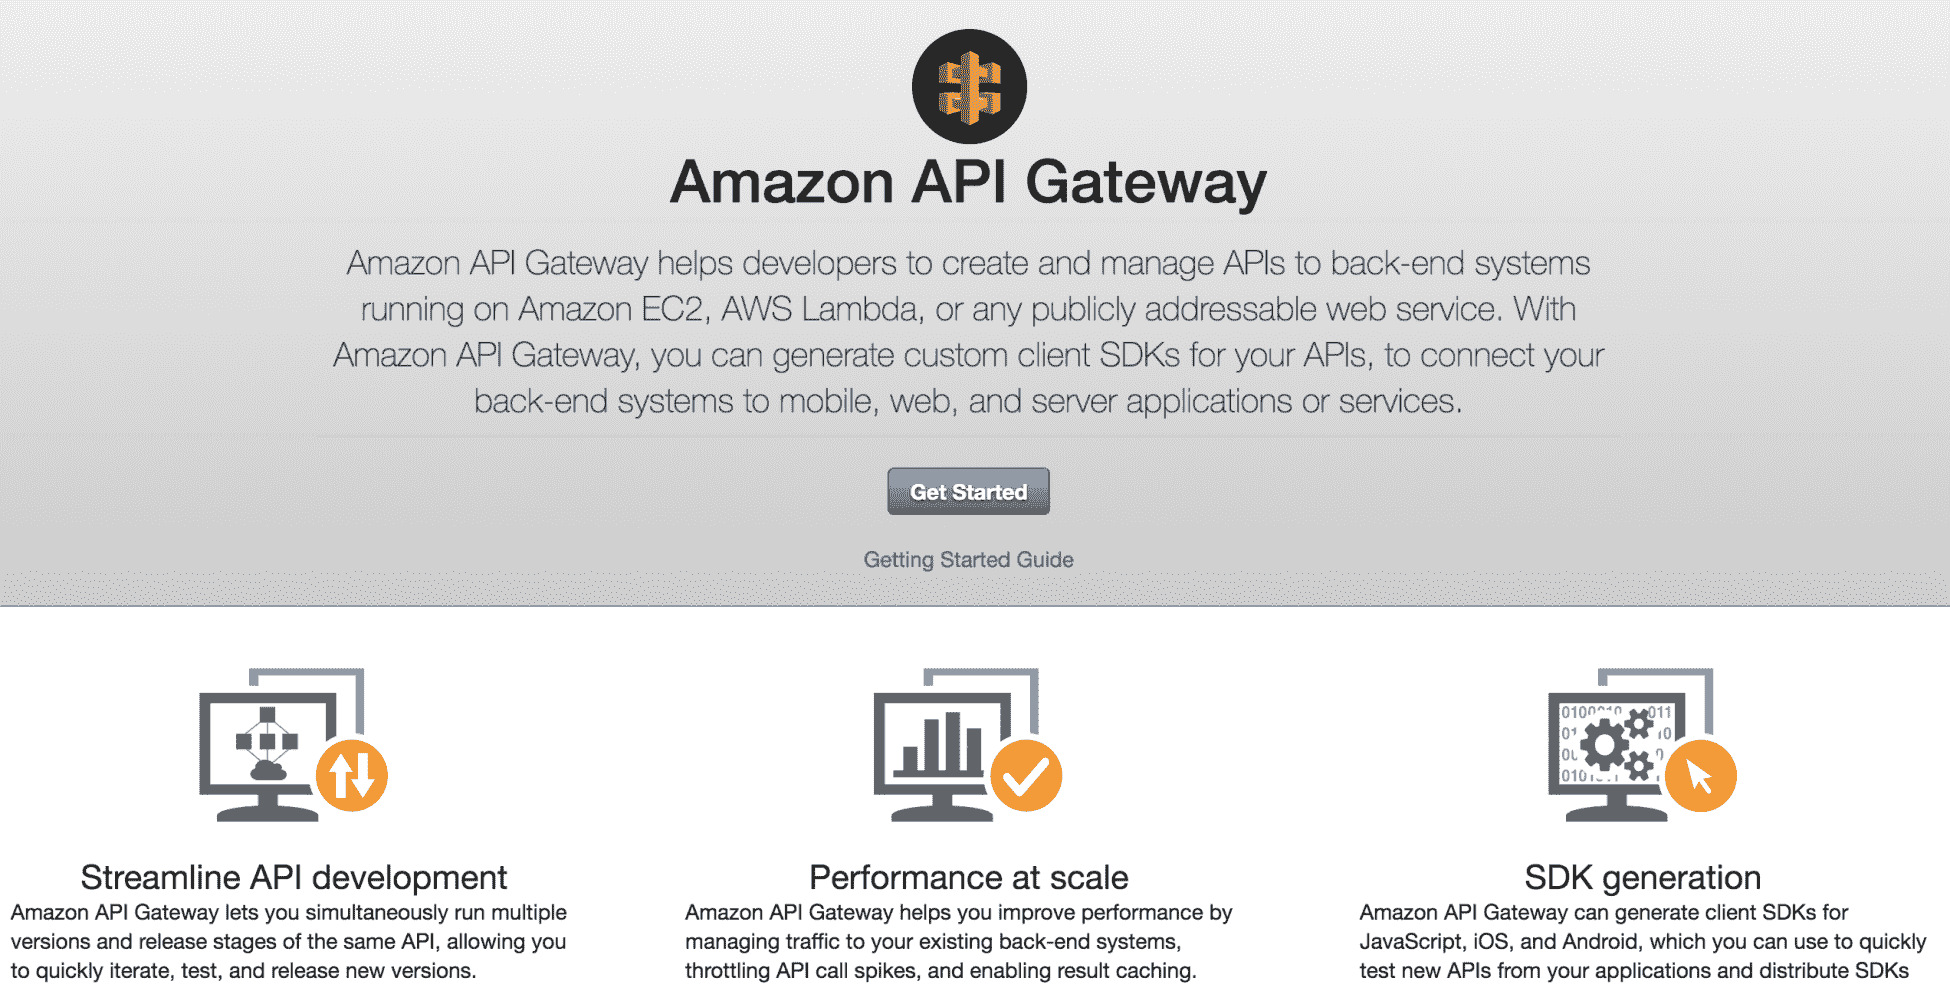 Amazon API Gateway
Amazon API Gateway helps developers to create and manage APIs to back-end systems
running on Amazon EC2, AWS Lambda, or any publicly addressable web service. With
Amazon API Gateway, you can generate custom client SDKs for your APIs, to connect your
back-end systems to mobile, web, and server applications or services.
Get Started
Getting Started Guide
Streamline API development
Amazon API Gateway lets you simultaneously run multiple
versions and release stages of the same API, allowing you
to quickly iterate, test, and release new versions.
Performance at scale
Amazon API Gateway helps you improve performance by
managing traffic to your existing back-end systems,
throttling API call spikes, and enabling result caching.
SDK generation
Amazon API Gateway can generate client SDKs for
JavaScript, iOS, and Android, which you can use to quickly
test new APIs from your applications and distribute SDKs